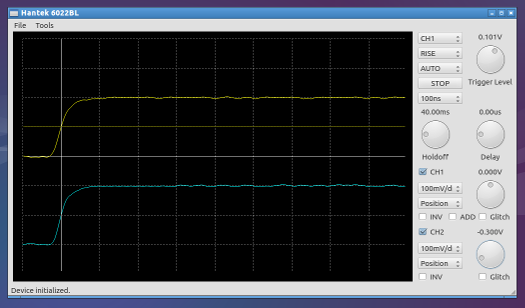 Hantek 6022BL
File Tools
CH1
0.101V
RISE
AUTO
Trigger Level
STOP
100ns
40.00ms 0.00us
Holdoff Delay
CH1 0.000V
100mV/d
Position
INV ADD Glitch
CH2 -0.300V
100mV/d
Position
INV Glitch
Device initialized.